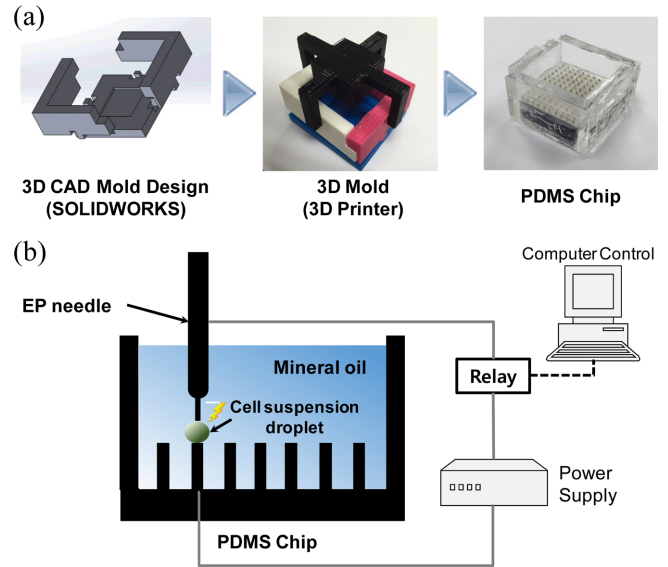 (a)
3D CAD Mold Design
(SOLIDWORKS)
3D Mold
(3D Printer)
PDMS Chip
(b)
Computer Control
EP needle
Mineral oil
Relay
Cell suspension
droplet
Power
Supply
PDMS Chip